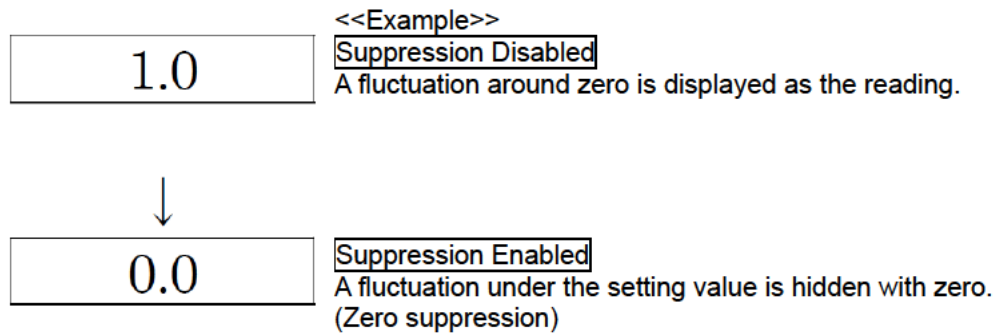 <<Example>>
1.0
Suppression Disabled
A fluctuation around zero is displayed as the reading.
↓
0.0
Suppression Enabled
A fluctuation under the setting value is hidden with zero.
(Zero suppression)